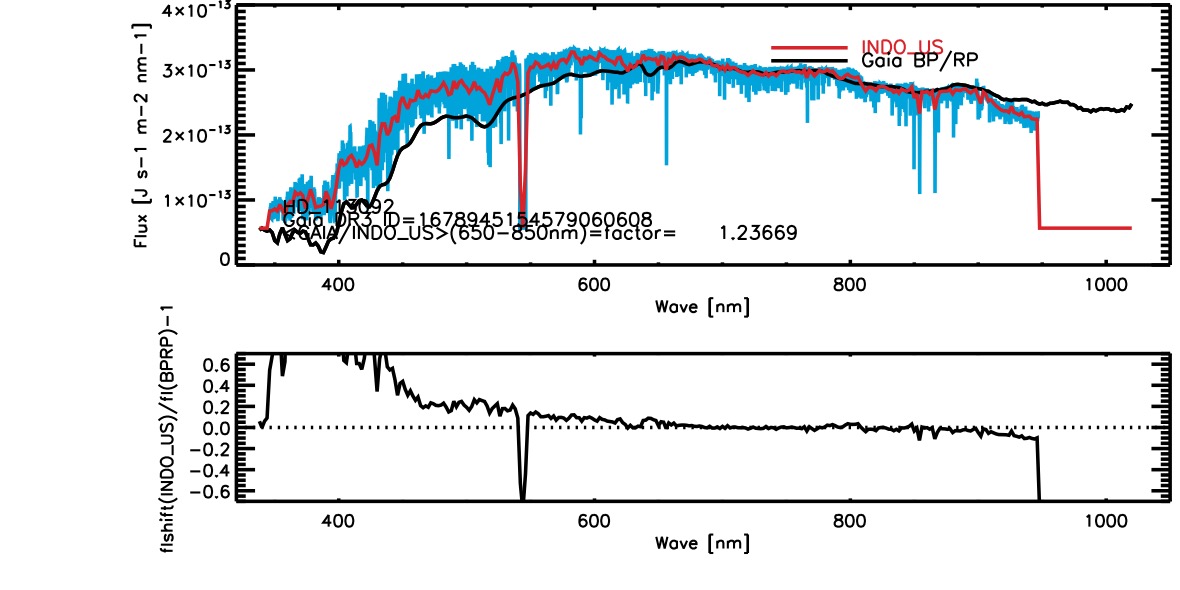 4×10−13
3×10−13
2×10−13
1×10−13
0
Flux [J s−1 m−2 nm−1]
INDO_US
Gaia BP/RP
Gaia DR3 ID=1678945154579060608
<GAIA/INDO_US>(650−850nm)=factor= 1.23669
400 600 800 1000
Wave [nm]
0.6
0.4
0.2
0.0
−0.2
−0.4
−0.6
flshift(INDO_US)/fl(BPRP)−1
400 600 800 1000
Wave [nm]